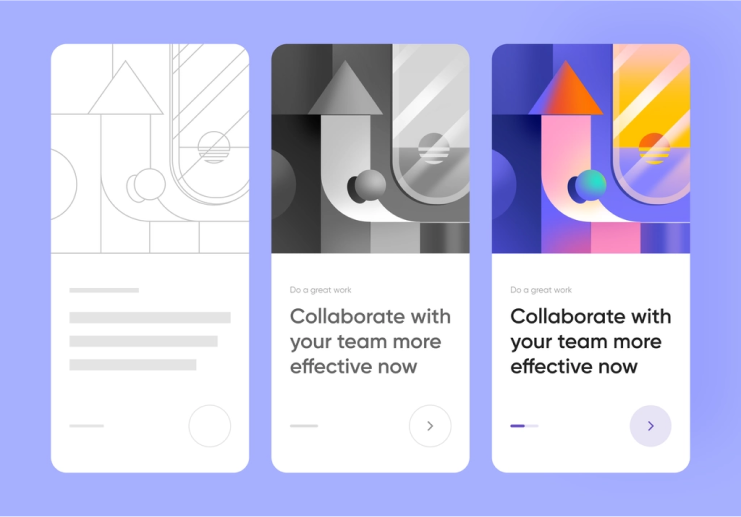 Do a great work
Collaborate with
your team more
effective now
Do a great work
Collaborate with
your team more
effective now